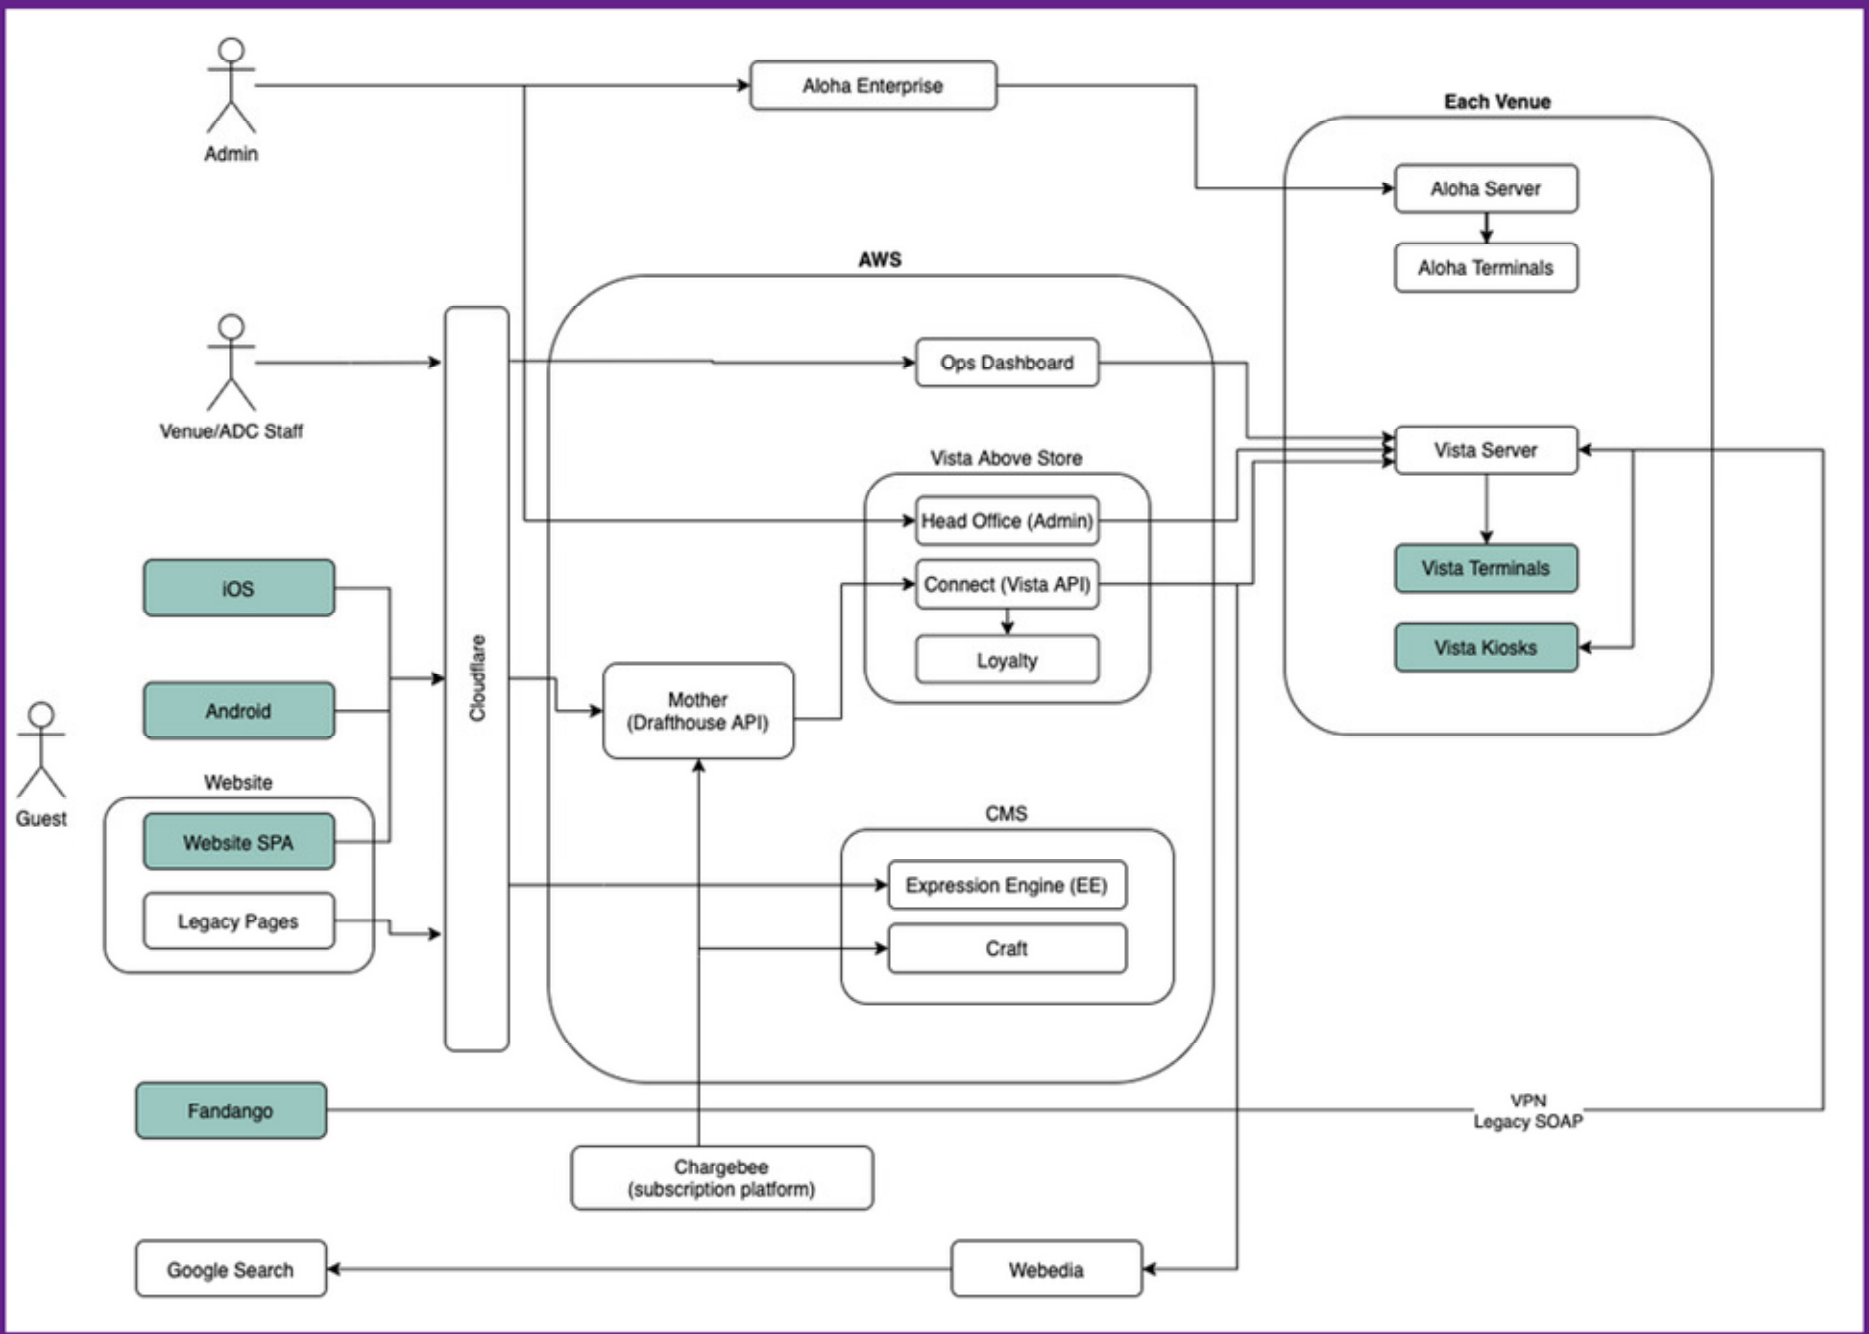 Aloha Enterprise
Each Venue
Admin
Aloha Server
AWS
Aloha Terminals
Ops Dashboard
Venue/ADC Staff
Vista Above Store
Vista Server
Head Office (Admin)
iOS
Connect (Vista API)
Vista Terminals
Cloudflare
Loyalty
Vista Kiosks
Android
Mother
(Drafthouse API)
Website
Guest
CMS
Website SPA
Expression Engine (EE)
Legacy Pages
Craft
Fandango
VPN
Legacy SOAP
Chargebee
(subscription platform)
Google Search
Webedia